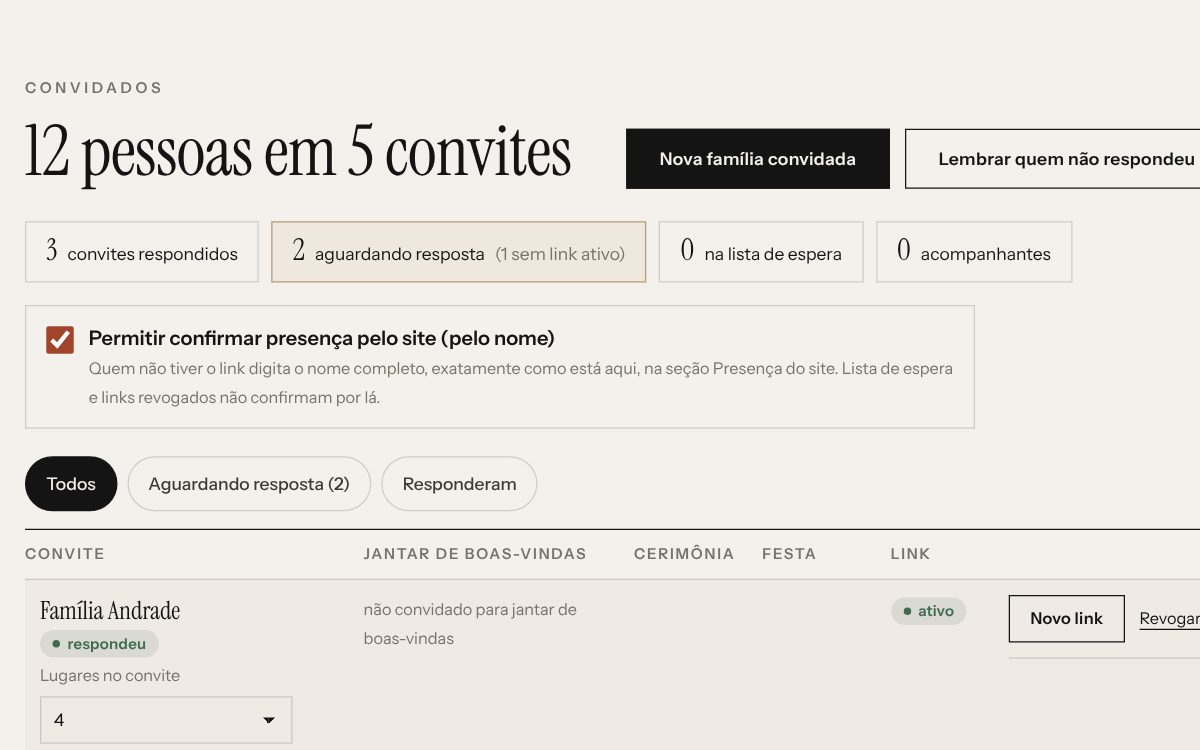 CONVIDADOS
12 pessoas em 5 convites
Nova família convidada
Lembrar quem não respondeu
3 convites respondidos
2 aguardando resposta (1 sem link ativo)
0 na lista de espera
0 acompanhantes
Permitir confirmar presença pelo site (pelo nome)
Quem não tiver o link digita o nome completo, exatamente como está aqui, na seção Presença do site. Lista de espera
e links revogados não confirmam por lá.
Todos
Aguardando resposta (2)
Responderam
CONVITE JANTAR DE BOAS-VINDAS CERIMÔNIA FESTA LINK
Família Andrade
respondeu
Lugares no convite
4
não convidado para jantar de
boas-vindas
ativo
Novo link
Revogar